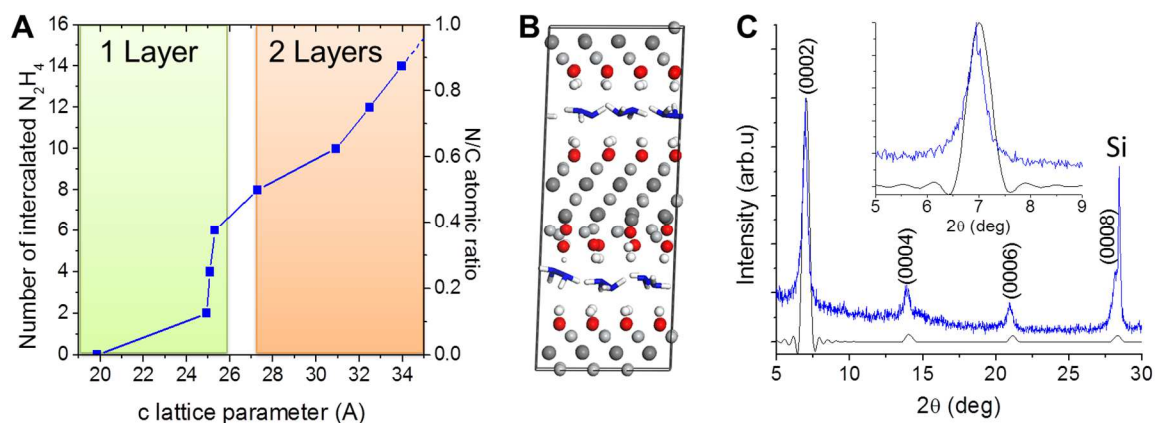 A
1 Layer
2 Layers
Number of intercalated N₂H₄
16
14
12
10
8
6
4
2
0
1.0
0.8
0.6
0.4
0.2
0.0
N/C atomic ratio
20 22 24 26 28 30 32 34
c lattice parameter (A)
B
C
Intensity (arb.u)
(0002)
(0004)
(0006)
(0008)
Si
5 6 7 8 9
2θ (deg)
5 10 15 20 25 30
2θ (deg)